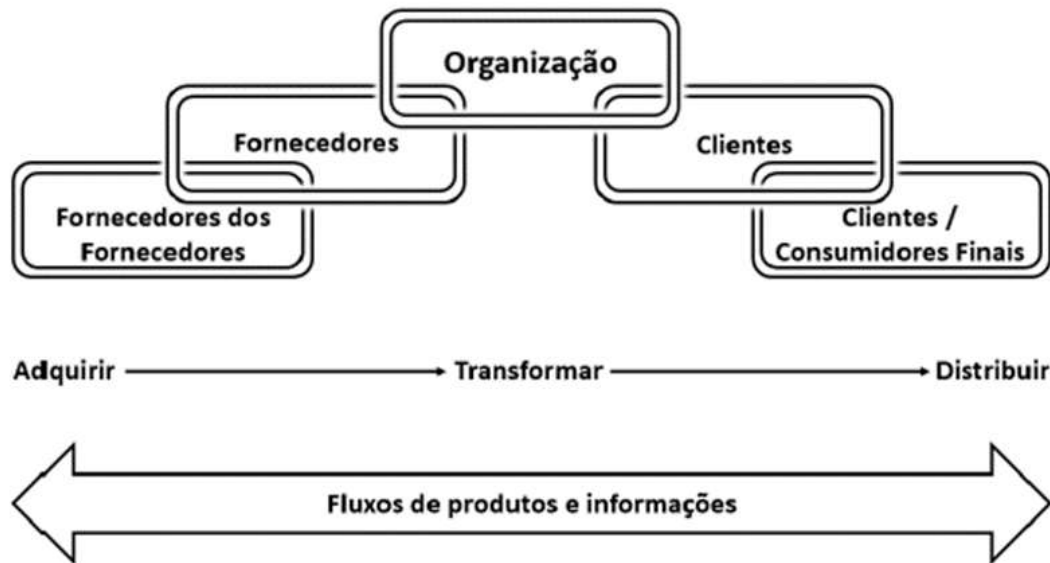 Organização
Fornecedores
Clientes
Fornecedores dos
Fornecedores
Clientes /
Consumidores Finais
Adquirir
Transformar
Distribuir
Fluxos de produtos e informações